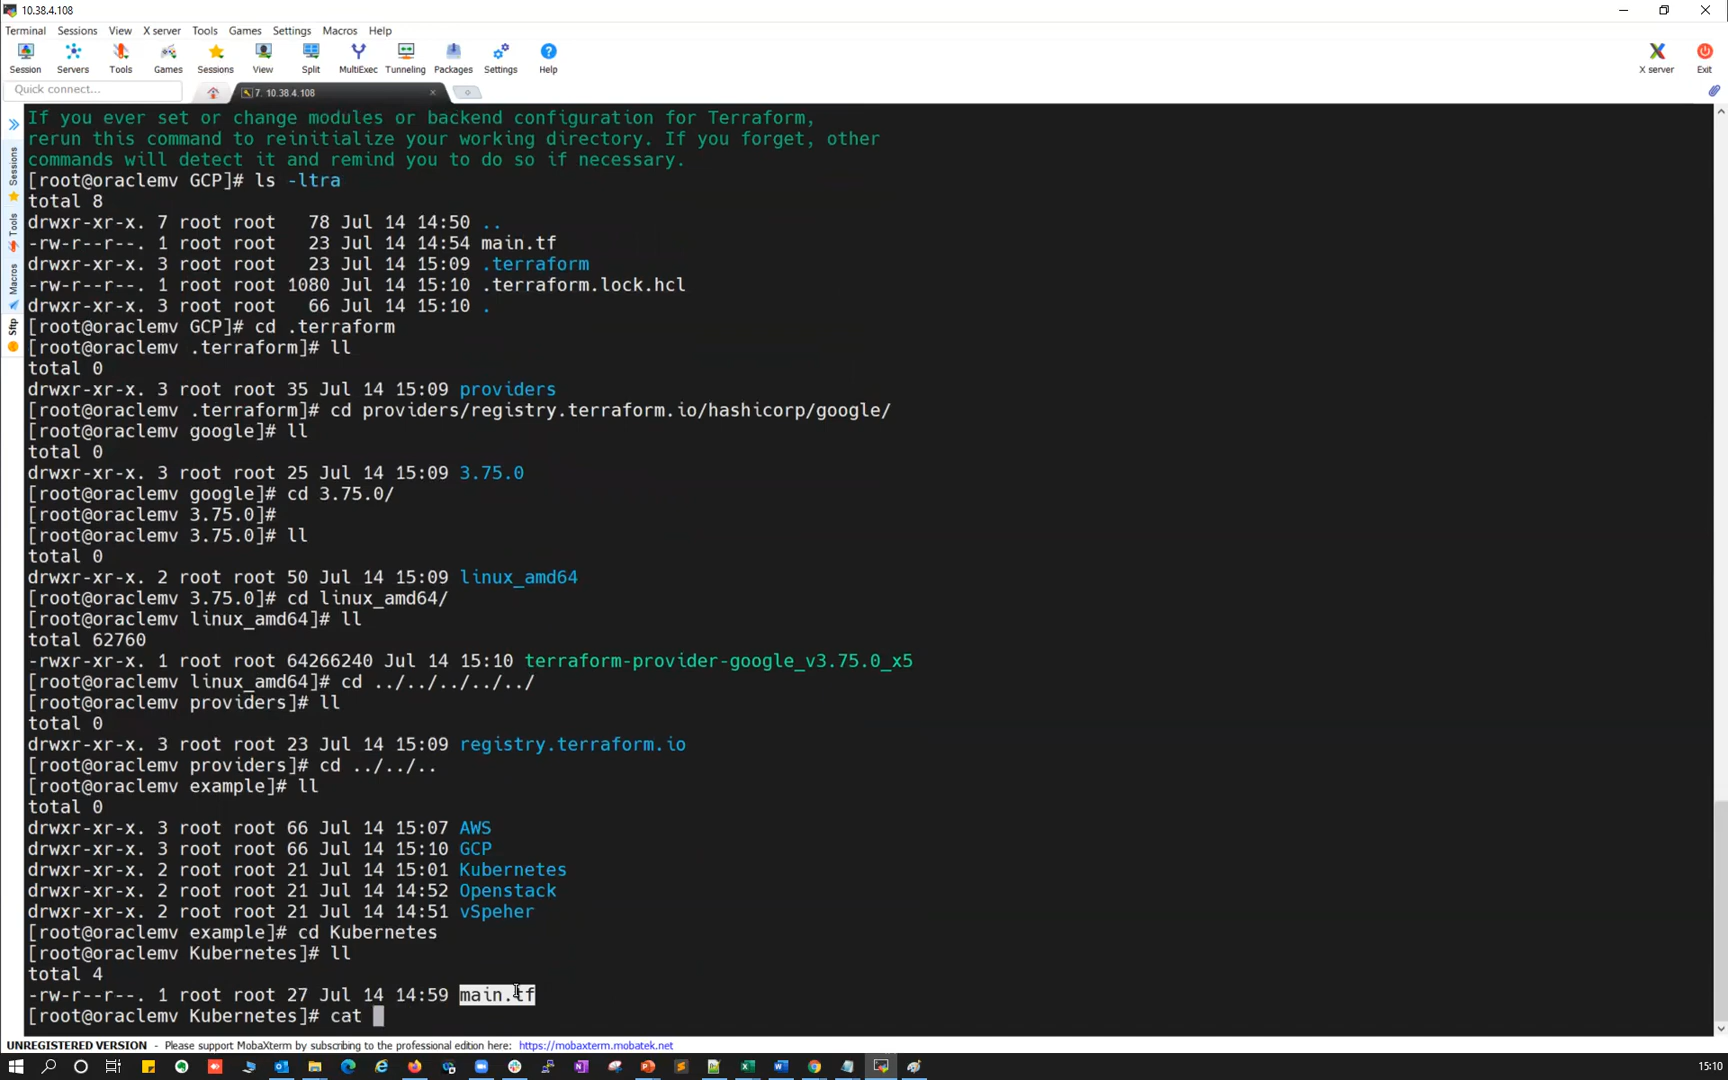 10.38.4.108
Terminal Sessions View X server Tools Games Settings Macros Help
Session Servers Tools Games Sessions View Split MultiExec Tunneling Packages Settings Help X server Exit
Quick connect... 7. 10.38.4.108
Sessions
Tools
Macros
Sftp
If you ever set or change modules or backend configuration for Terraform,
rerun this command to reinitialize your working directory. If you forget, other
commands will detect it and remind you to do so if necessary.
[root@oraclemv GCP]# ls -ltra
total 8
drwxr-xr-x. 7 root root   78 Jul 14 14:50 ..
-rw-r--r--. 1 root root   23 Jul 14 14:54 main.tf
drwxr-xr-x. 3 root root   23 Jul 14 15:09 .terraform
-rw-r--r--. 1 root root 1080 Jul 14 15:10 .terraform.lock.hcl
drwxr-xr-x. 3 root root   66 Jul 14 15:10 .
[root@oraclemv GCP]# cd .terraform
[root@oraclemv .terraform]# ll
total 0
drwxr-xr-x. 3 root root 35 Jul 14 15:09 providers
[root@oraclemv .terraform]# cd providers/registry.terraform.io/hashicorp/google/
[root@oraclemv google]# ll
total 0
drwxr-xr-x. 3 root root 25 Jul 14 15:09 3.75.0
[root@oraclemv google]# cd 3.75.0/
[root@oraclemv 3.75.0]#
[root@oraclemv 3.75.0]# ll
total 0
drwxr-xr-x. 2 root root 50 Jul 14 15:09 linux_amd64
[root@oraclemv 3.75.0]# cd linux_amd64/
[root@oraclemv linux_amd64]# ll
total 62760
-rwxr-xr-x. 1 root root 64266240 Jul 14 15:10 terraform-provider-google_v3.75.0_x5
[root@oraclemv linux_amd64]# cd ../../../../../
[root@oraclemv providers]# ll
total 0
drwxr-xr-x. 3 root root 23 Jul 14 15:09 registry.terraform.io
[root@oraclemv providers]# cd ../../..
[root@oraclemv example]# ll
total 0
drwxr-xr-x. 3 root root 66 Jul 14 15:07 AWS
drwxr-xr-x. 3 root root 66 Jul 14 15:10 GCP
drwxr-xr-x. 2 root root 21 Jul 14 15:01 Kubernetes
drwxr-xr-x. 2 root root 21 Jul 14 14:52 Openstack
drwxr-xr-x. 2 root root 21 Jul 14 14:51 vSpeher
[root@oraclemv example]# cd Kubernetes
[root@oraclemv Kubernetes]# ll
total 4
-rw-r--r--. 1 root root 27 Jul 14 14:59 main.tf
[root@oraclemv Kubernetes]# cat
UNREGISTERED VERSION - Please support MobaXterm by subscribing to the professional edition here: https://mobaxterm.mobatek.net
15:10